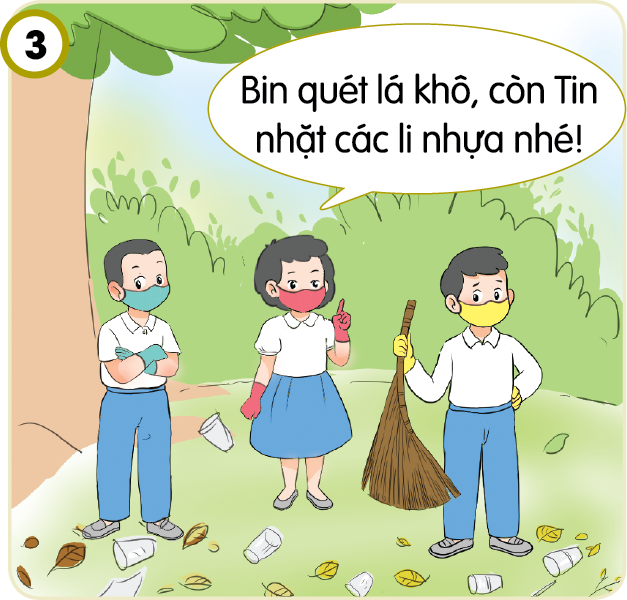 3
Bin quét lá khô, còn Tin
nhặt các li nhựa nhé!